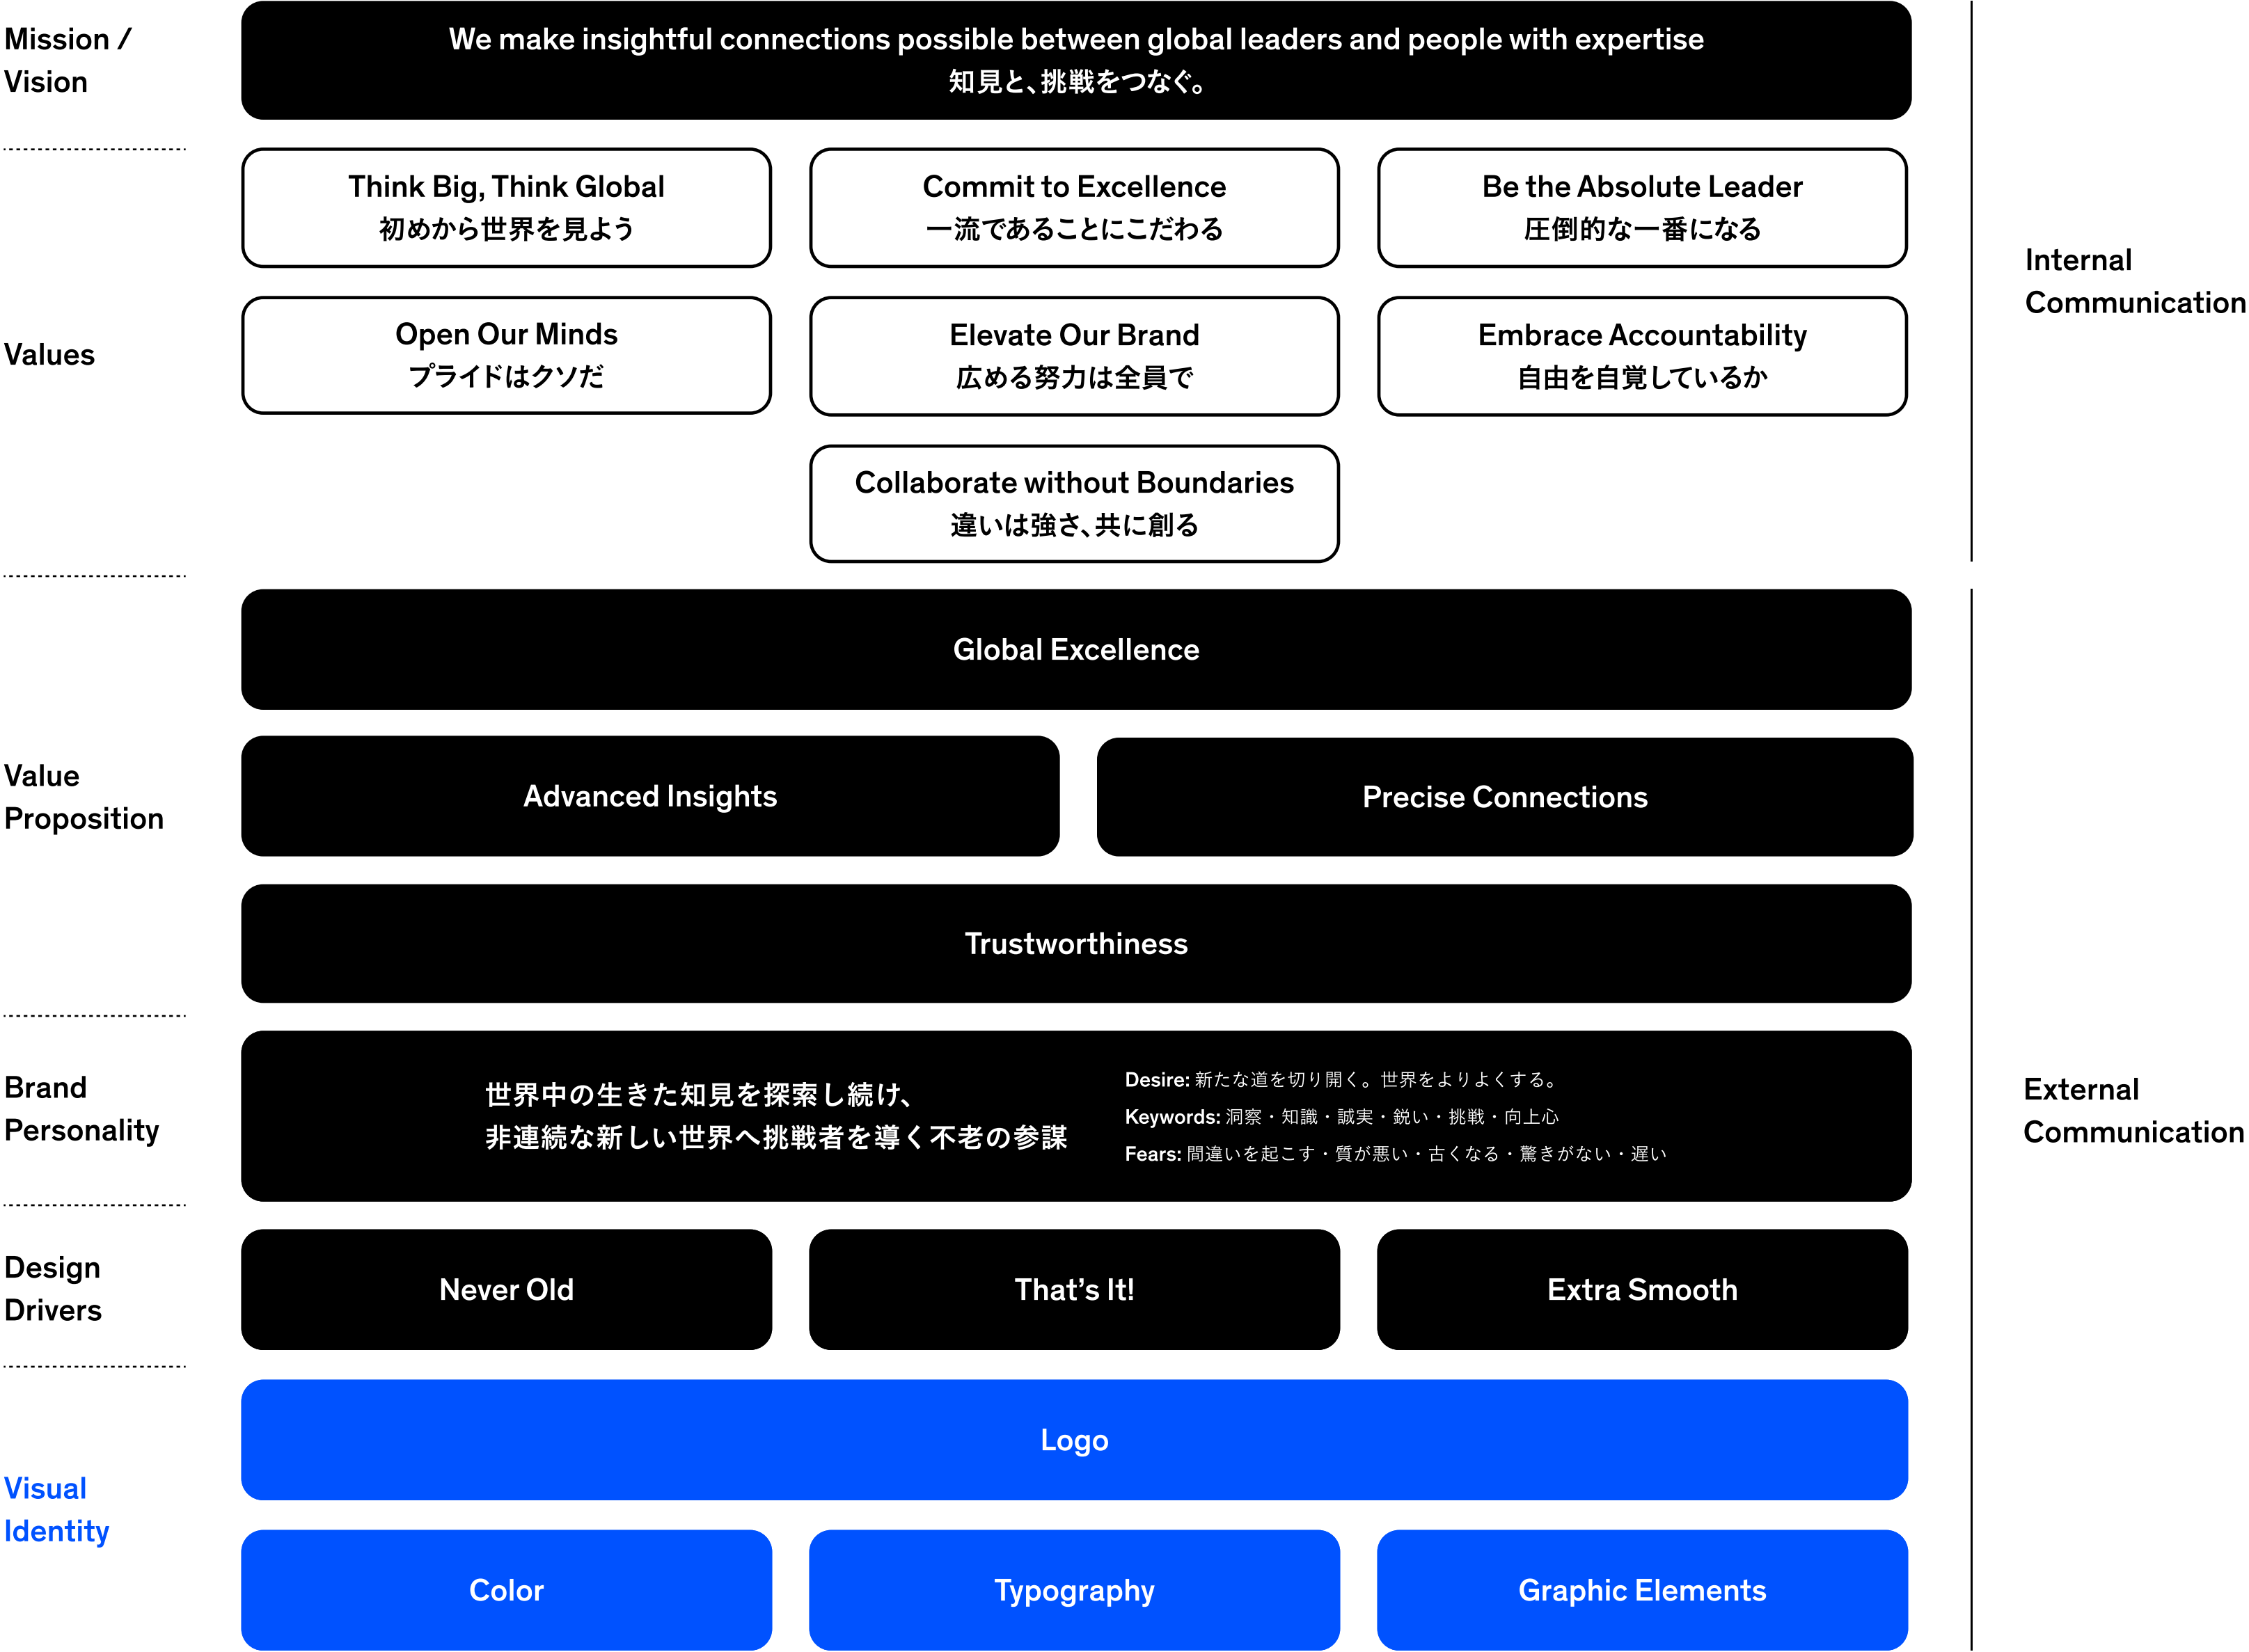 Mission /
Vision
We make insightful connections possible between global leaders and people with expertise
知見と、挑戦をつなぐ。
Values
Think Big, Think Global
初めから世界を見よう
Commit to Excellence
一流であることにこだわる
Be the Absolute Leader
圧倒的な一番になる
Open Our Minds
プライドはクソだ
Elevate Our Brand
広める努力は全員で
Embrace Accountability
自由を自覚しているか
Collaborate without Boundaries
違いは強さ、共に創る
Internal
Communication
Value
Proposition
Global Excellence
Advanced Insights
Precise Connections
Trustworthiness
Brand
Personality
世界中の生きた知見を探索し続け、
非連続な新しい世界へ挑戦者を導く不老の参謀
Desire: 新たな道を切り開く。世界をよりよくする。
Keywords: 洞察・知識・誠実・鋭い・挑戦・向上心
Fears: 間違いを起こす・質が悪い・古くなる・驚きがない・遅い
External
Communication
Design
Drivers
Never Old
That’s It!
Extra Smooth
Visual
Identity
Logo
Color
Typography
Graphic Elements